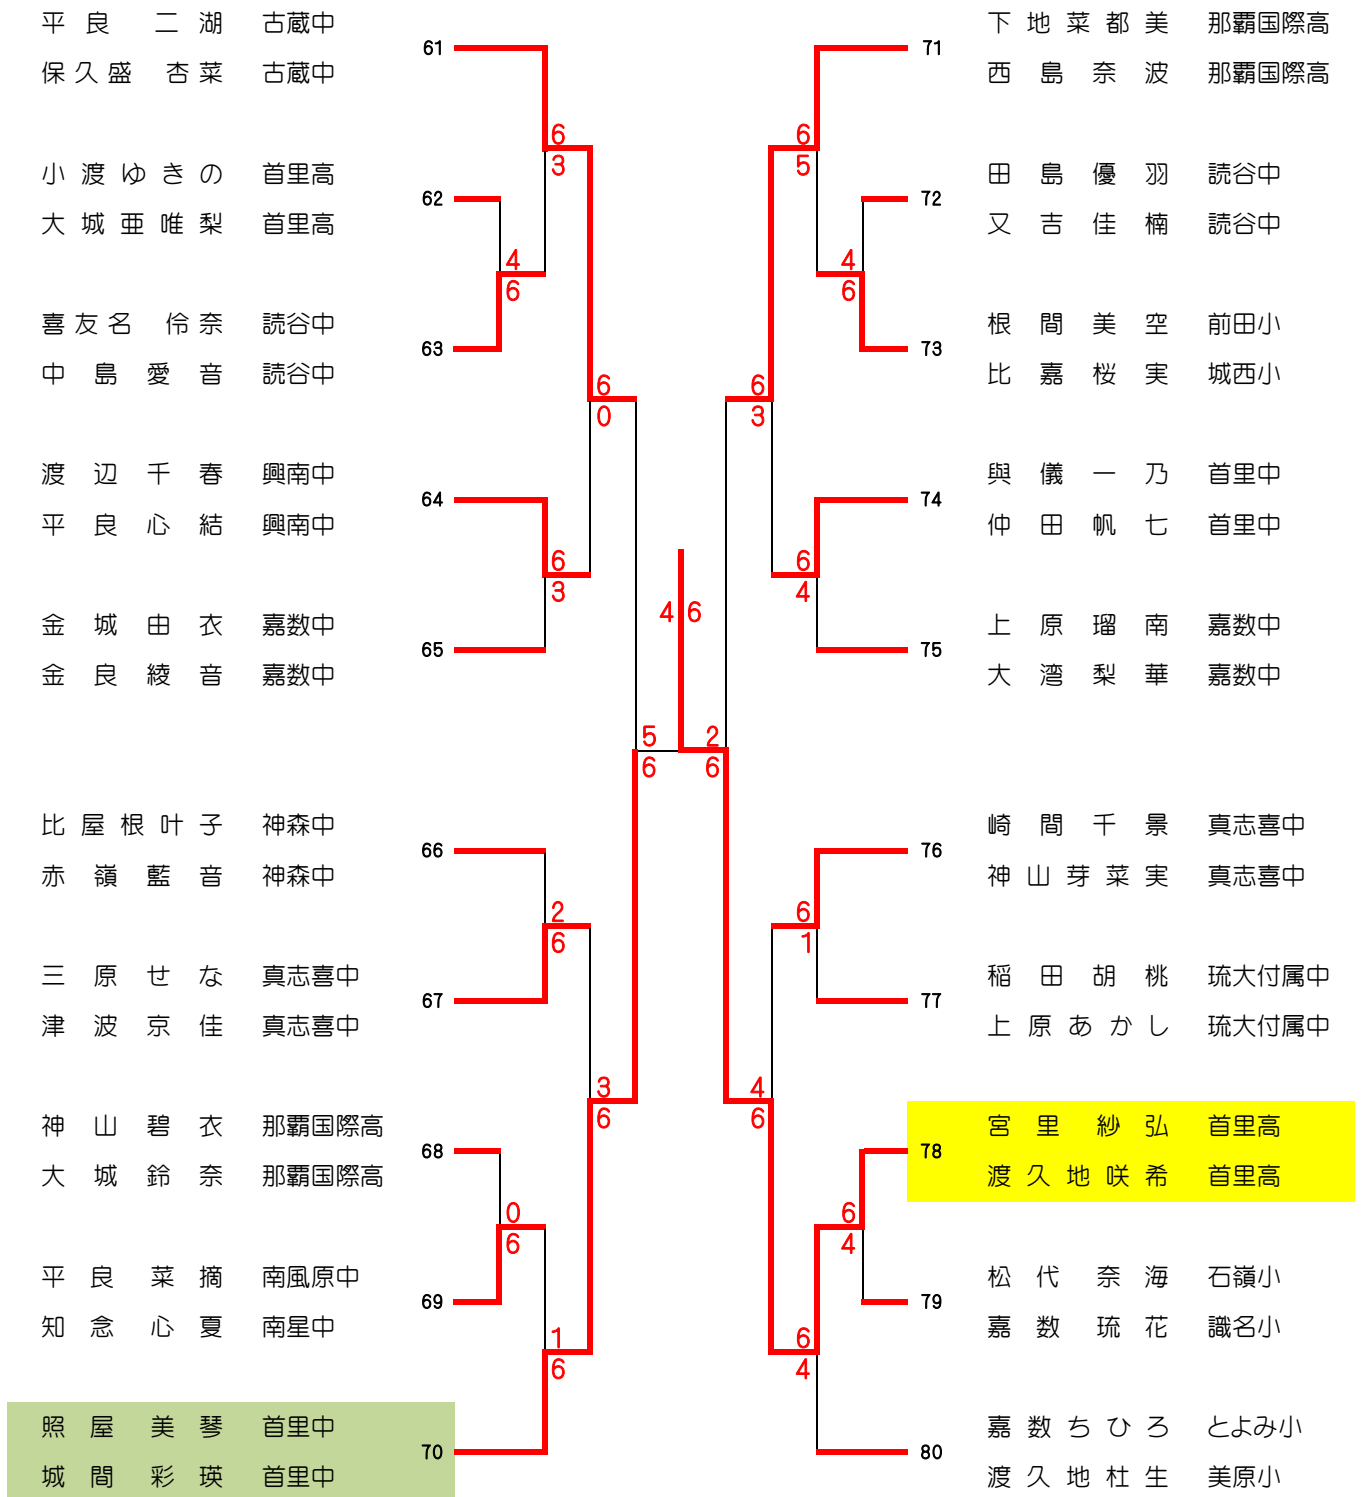 平良 二湖 古蔵中
61
保久盛 杏菜 古蔵中
6
3
小渡ゆきの 首里高
62
大城亜唯梨 首里高
4
6
喜友名 伶奈 読谷中
63
中島愛音 読谷中
6
0
渡辺千春 興南中
64
平良心結 興南中
6
3
金城由衣 嘉数中
65
金良綾音 嘉数中
5
6
比屋根叶子 神森中
66
赤嶺藍音 神森中
2
6
三原せな 真志喜中
67
津波京佳 真志喜中
3
6
神山碧衣 那覇国際高
68
大城鈴奈 那覇国際高
0
6
平良菜摘 南風原中
69
知念心夏 南星中
1
6
照屋美琴 首里中
70
城間彩瑛 首里中
4 6
下地菜都美 那覇国際高
71
西島奈波 那覇国際高
6
5
田島優羽 読谷中
72
又吉佳楠 読谷中
4
6
根間美空 前田小
73
比嘉桜実 城西小
6
3
與儀一乃 首里中
74
仲田帆七 首里中
6
4
上原瑠南 嘉数中
75
大湾梨華 嘉数中
2
6
崎間千景 真志喜中
76
神山芽菜実 真志喜中
6
1
稲田胡桃 琉大付属中
77
上原あかし 琉大付属中
4
6
宮里 紗弘 首里高
78
渡久地咲希 首里高
6
4
松代奈海 石嶺小
79
嘉数琉花 識名小
6
4
嘉数ちひろ とよみ小
80
渡久地杜生 美原小